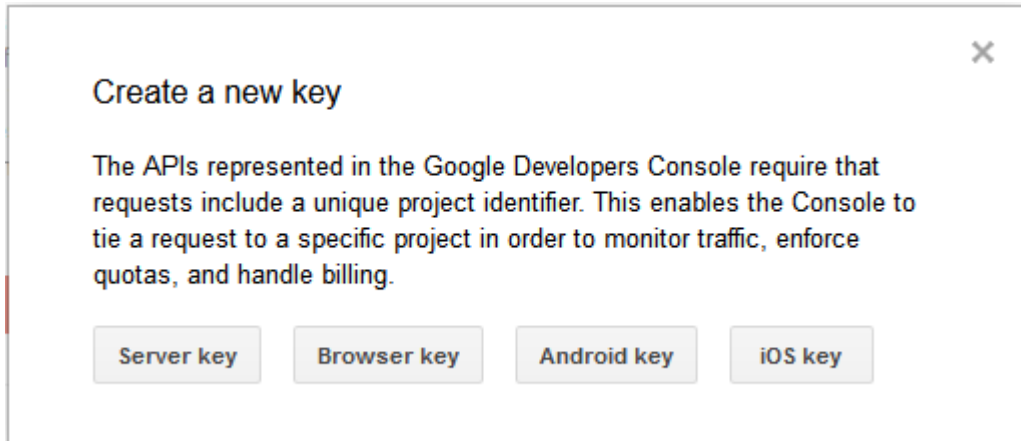 Create a new key
The APIs represented in the Google Developers Console require that
requests include a unique project identifier. This enables the Console to
tie a request to a specific project in order to monitor traffic, enforce
quotas, and handle billing.
Server key Browser key Android key iOS key